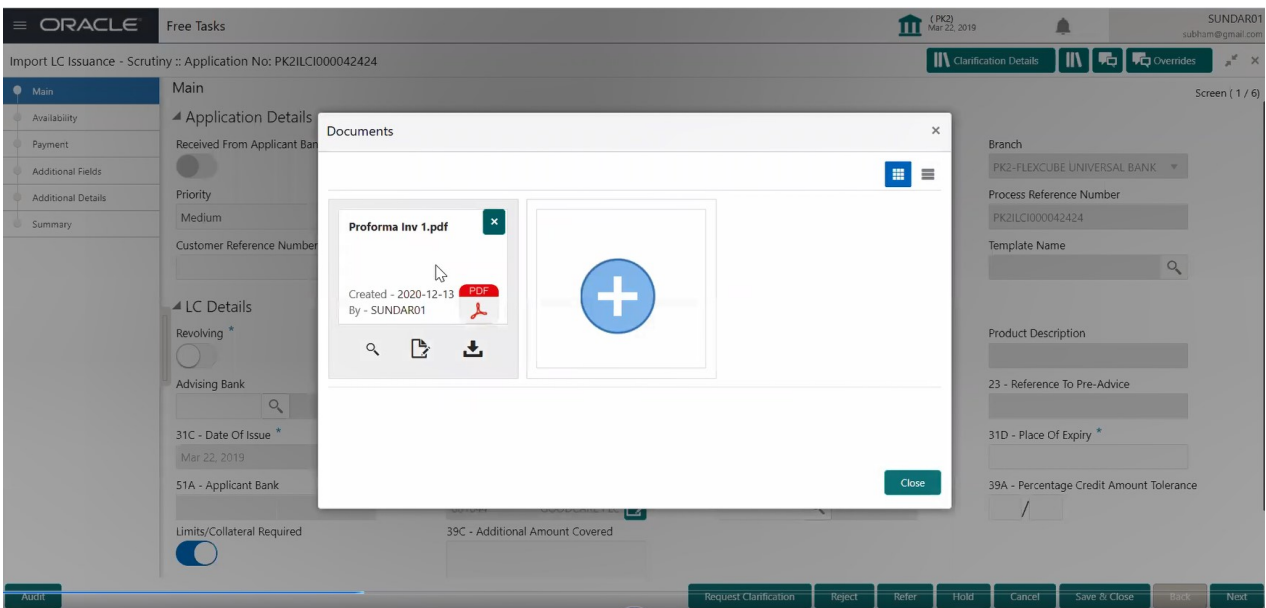 ORACLE
Free Tasks
(PK2)
Mar 22, 2019
SUNDAR01
subham@gmail.com
Import LC Issuance - Scrutiny :: Application No: PK2ILCI000042424
Clarification Details
Overrides
Main
Availability
Payment
Additional Fields
Additional Details
Summary
Main
Screen ( 1 / 6)
Application Details
Received From Applicant Ban
Branch
PK2-FLEXCUBE UNIVERSAL BANK
Priority
Medium
Process Reference Number
PK2ILCI000042424
Customer Reference Number
Template Name
Documents
Proforma Inv 1.pdf
Created - 2020-12-13
By - SUNDAR01
PDF
Close
LC Details
Revolving *
Product Description
Advising Bank
23 - Reference To Pre-Advice
31C - Date Of Issue *
Mar 22, 2019
31D - Place Of Expiry *
51A - Applicant Bank
39A - Percentage Credit Amount Tolerance
/
Limits/Collateral Required
39C - Additional Amount Covered
Audit
Request Clarification
Reject
Refer
Hold
Cancel
Save & Close
Back
Next